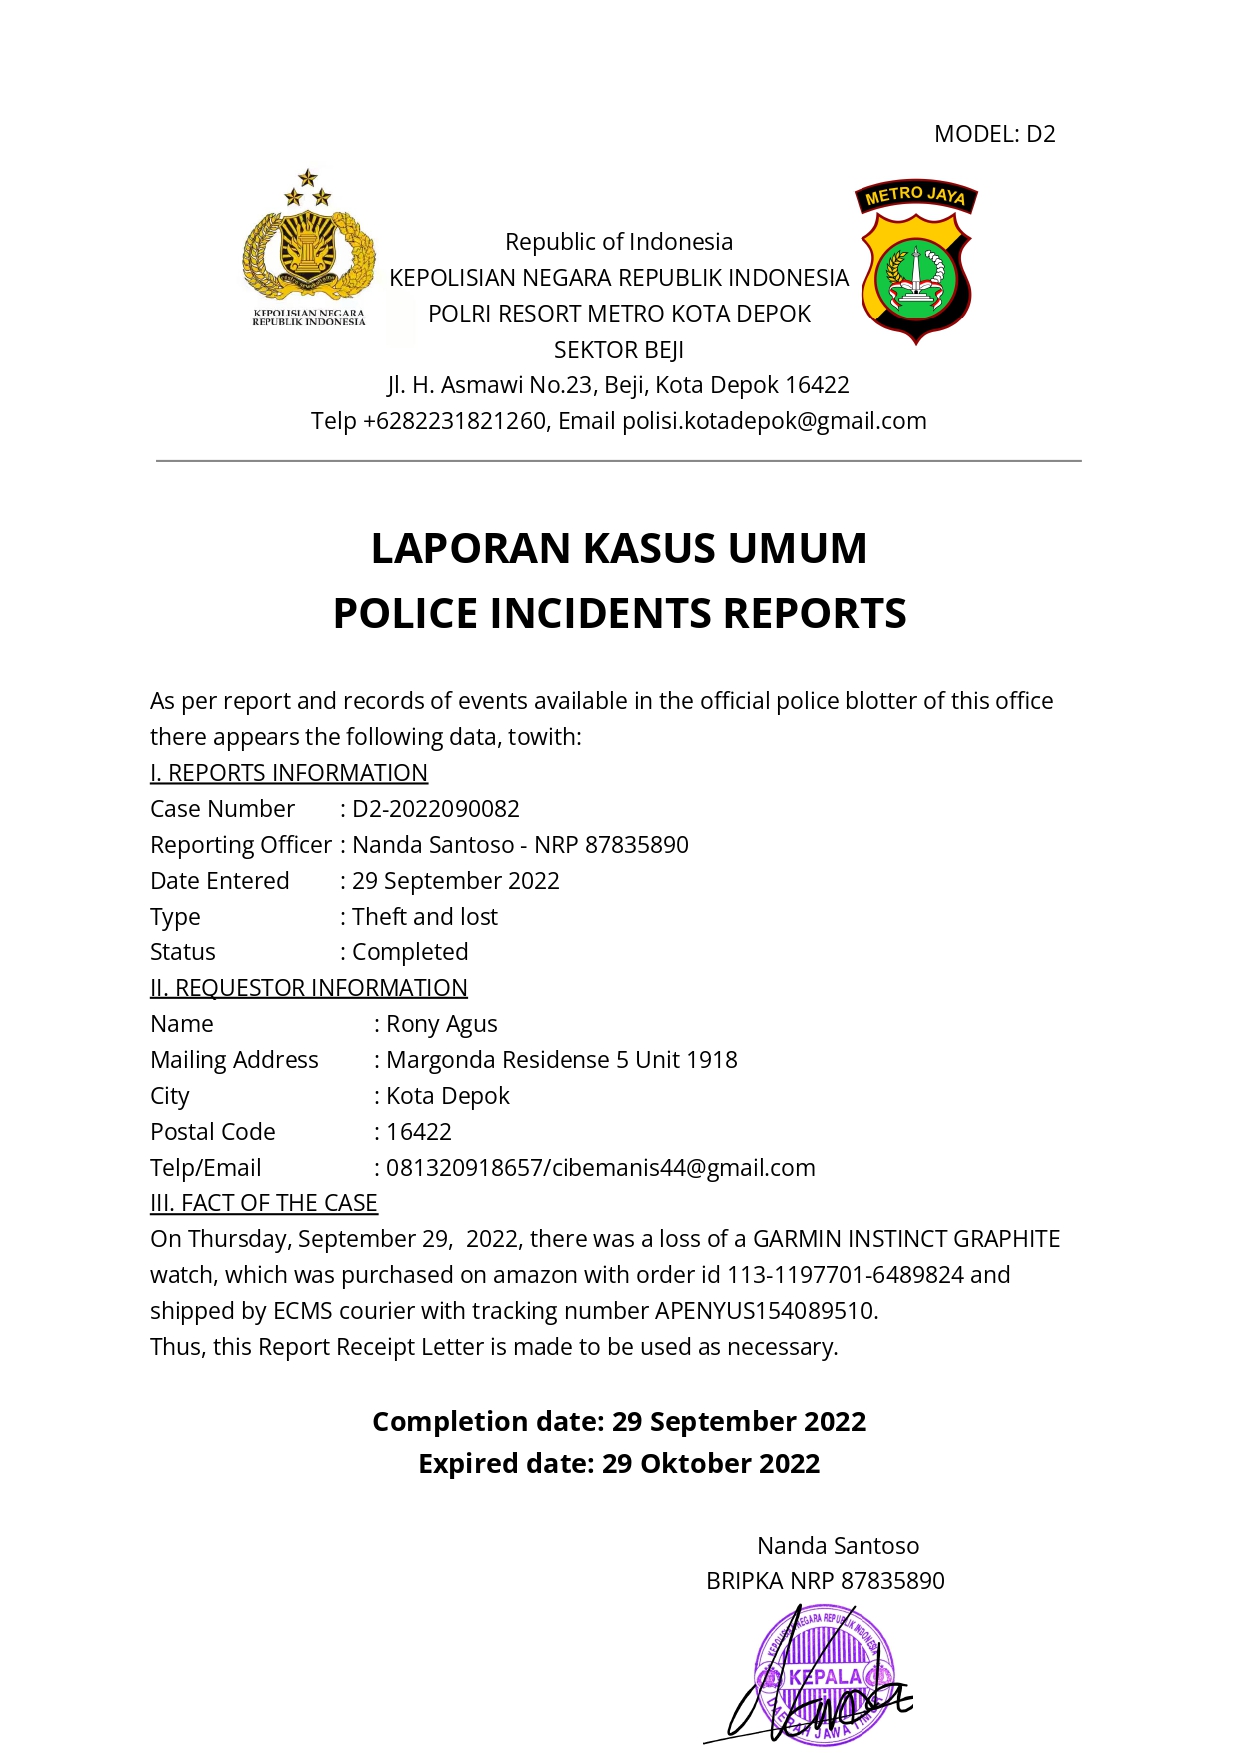 MODEL: D2
METRO JAYA
Republic of Indonesia
KEPOLISIAN NEGARA REPUBLIK INDONESIA
POLRI RESORT METRO KOTA DEPOK
KEPOLISIAN NEGARA
REPUBLIK INDONESIA
SEKTOR BEJI
Jl. H. Asmawi No.23, Beji, Kota Depok 16422
Telp +6282231821260, Email polisi.kotadepok@gmail.com
LAPORAN KASUS UMUM
POLICE INCIDENTS REPORTS
As per report and records of events available in the official police blotter of this office
there appears the following data, towith:
I. REPORTS INFORMATION
Case Number : D2-2022090082
Reporting Officer : Nanda Santoso - NRP 87835890
Date Entered : 29 September 2022
Type : Theft and lost
Status : Completed
II. REQUESTOR INFORMATION
Name : Rony Agus
Mailing Address : Margonda Residense 5 Unit 1918
City : Kota Depok
Postal Code : 16422
Telp/Email : 081320918657/cibemanis44@gmail.com
III. FACT OF THE CASE
On Thursday, September 29,  2022, there was a loss of a GARMIN INSTINCT GRAPHITE
watch, which was purchased on amazon with order id 113-1197701-6489824 and
shipped by ECMS courier with tracking number APENYUS154089510.
Thus, this Report Receipt Letter is made to be used as necessary.
Completion date: 29 September 2022
Expired date: 29 Oktober 2022
Nanda Santoso
BRIPKA NRP 87835890
KEPOLISIAN NEGARA REPUBLIK INDONESIA
KEPALA
DAERAH JAWA TIMUR